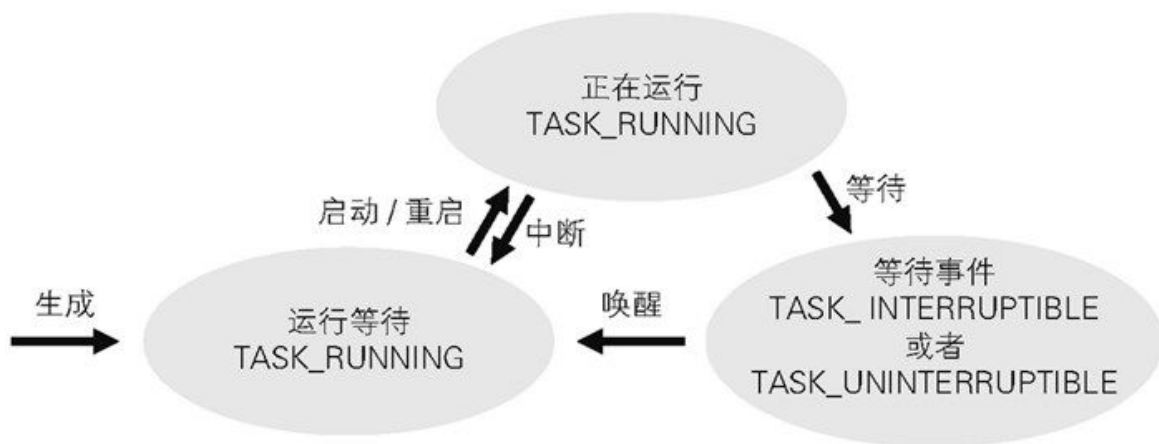 正在运行
TASK_RUNNING
启动 / 重启
中断
等待
生成
运行等待
TASK_RUNNING
唤醒
等待事件
TASK_ INTERRUPTIBLE
或者
TASK_UNINTERRUPTIBLE